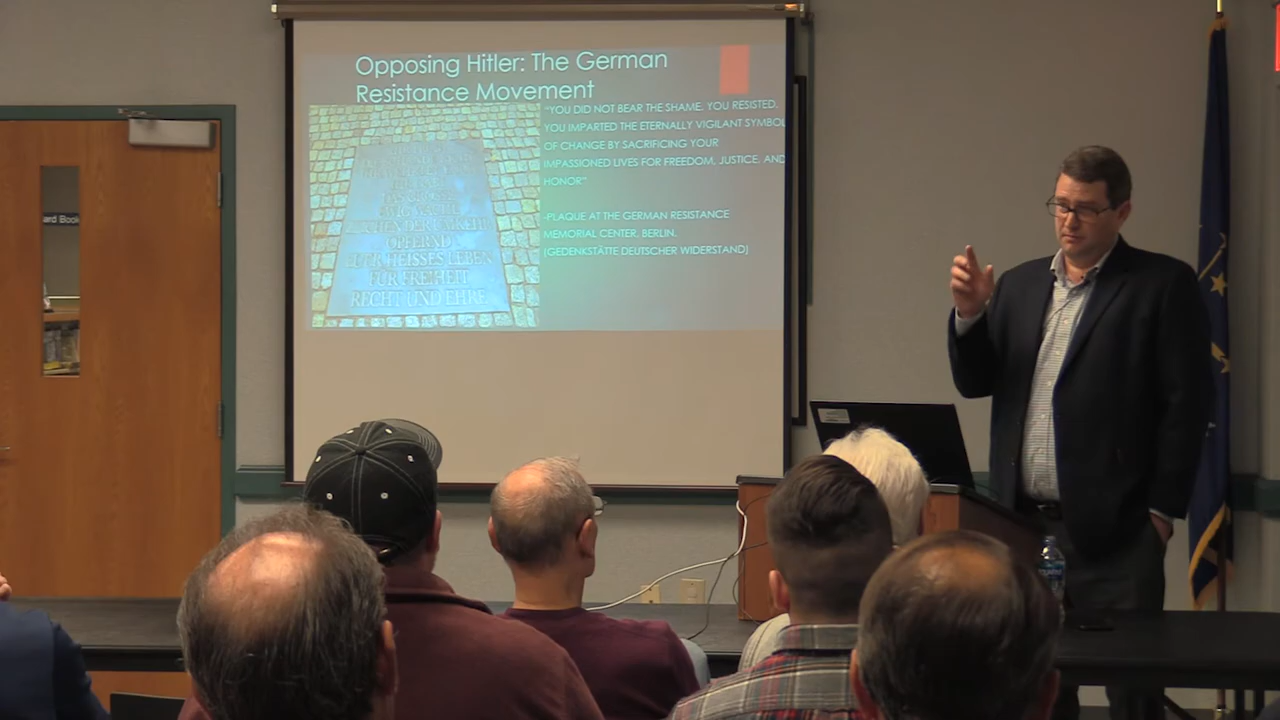 Opposing Hitler: The German
Resistance Movement
"YOU DID NOT BEAR THE SHAME. YOU RESISTED.
YOU IMPARTED THE ETERNALLY VIGILANT SYMBOL
OF CHANGE BY SACRIFICING YOUR
IMPASSIONED LIVES FOR FREEDOM, JUSTICE, AND
HONOR"
-PLAQUE AT THE GERMAN RESISTANCE
MEMORIAL CENTER, BERLIN.
(GEDENKSTÄTTE DEUTSCHER WIDERSTAND)
OPFERND
EUER HEISSES LEBEN
FÜR FREIHEIT
RECHT UND EHRE
ard Book